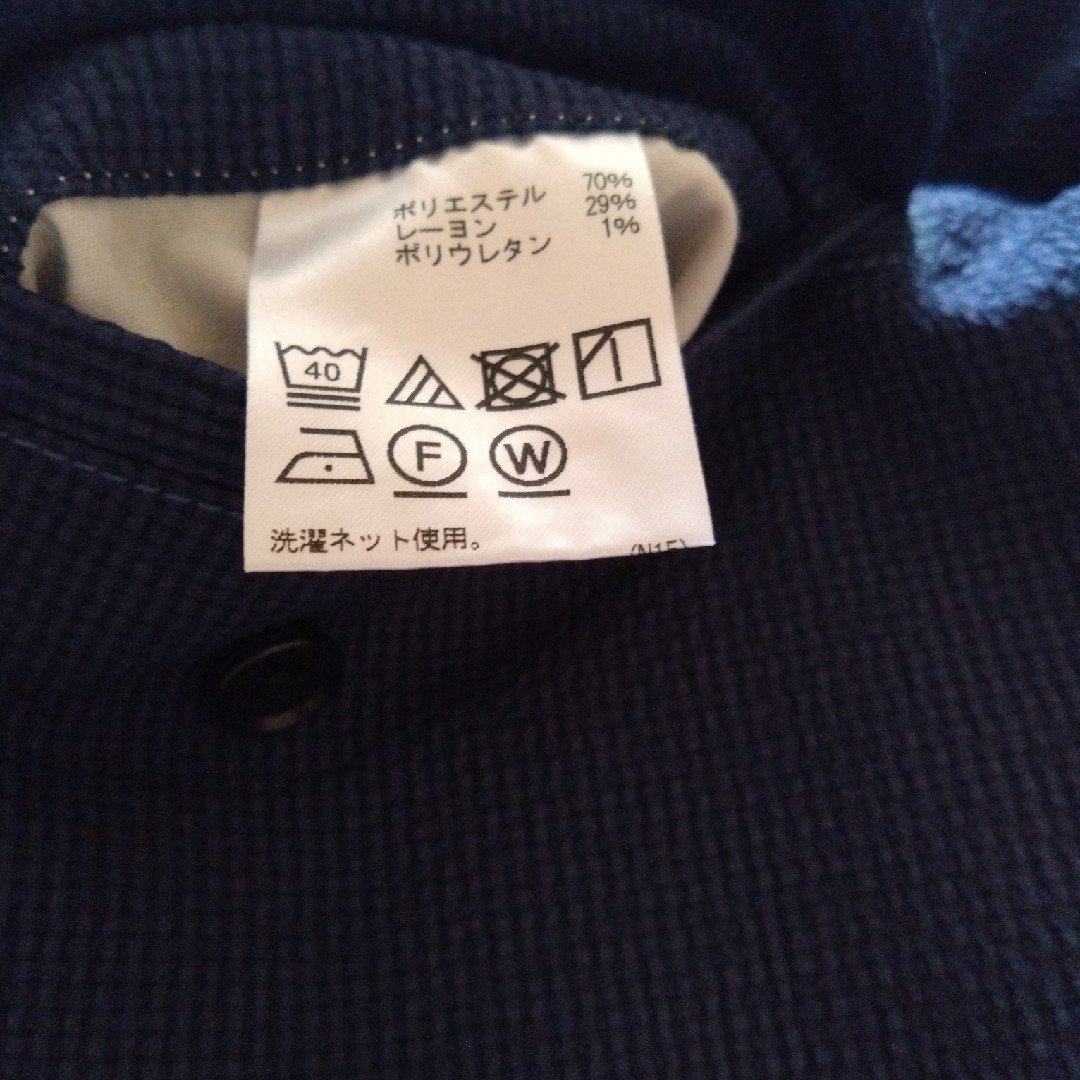 ポリエステル 70%
レーヨン 29%
ポリウレタン 1%
40
F W
洗濯ネット使用。
(N15)